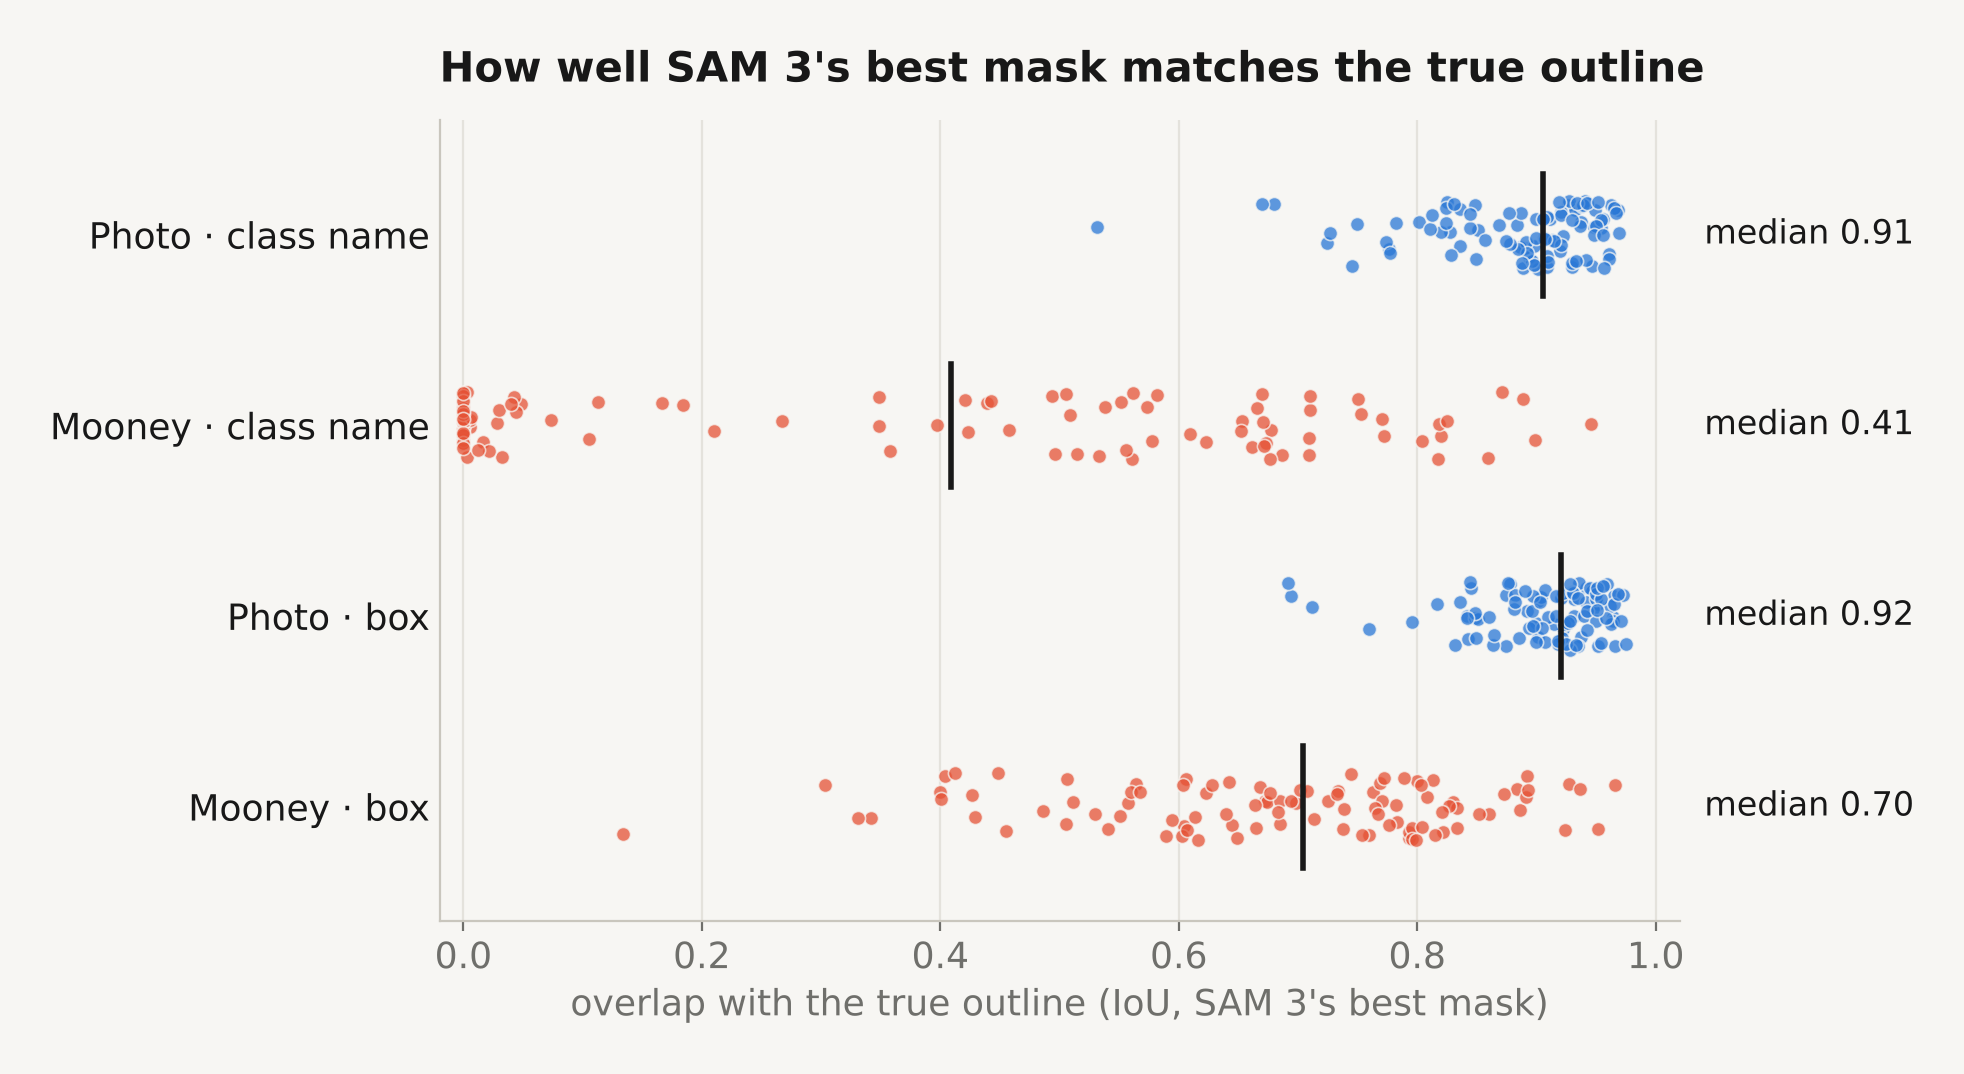 How well SAM 3's best mask matches the true outline
Photo · class name
median 0.91
Mooney · class name
median 0.41
Photo · box
median 0.92
Mooney · box
median 0.70
0.0 0.2 0.4 0.6 0.8 1.0
overlap with the true outline (IoU, SAM 3's best mask)